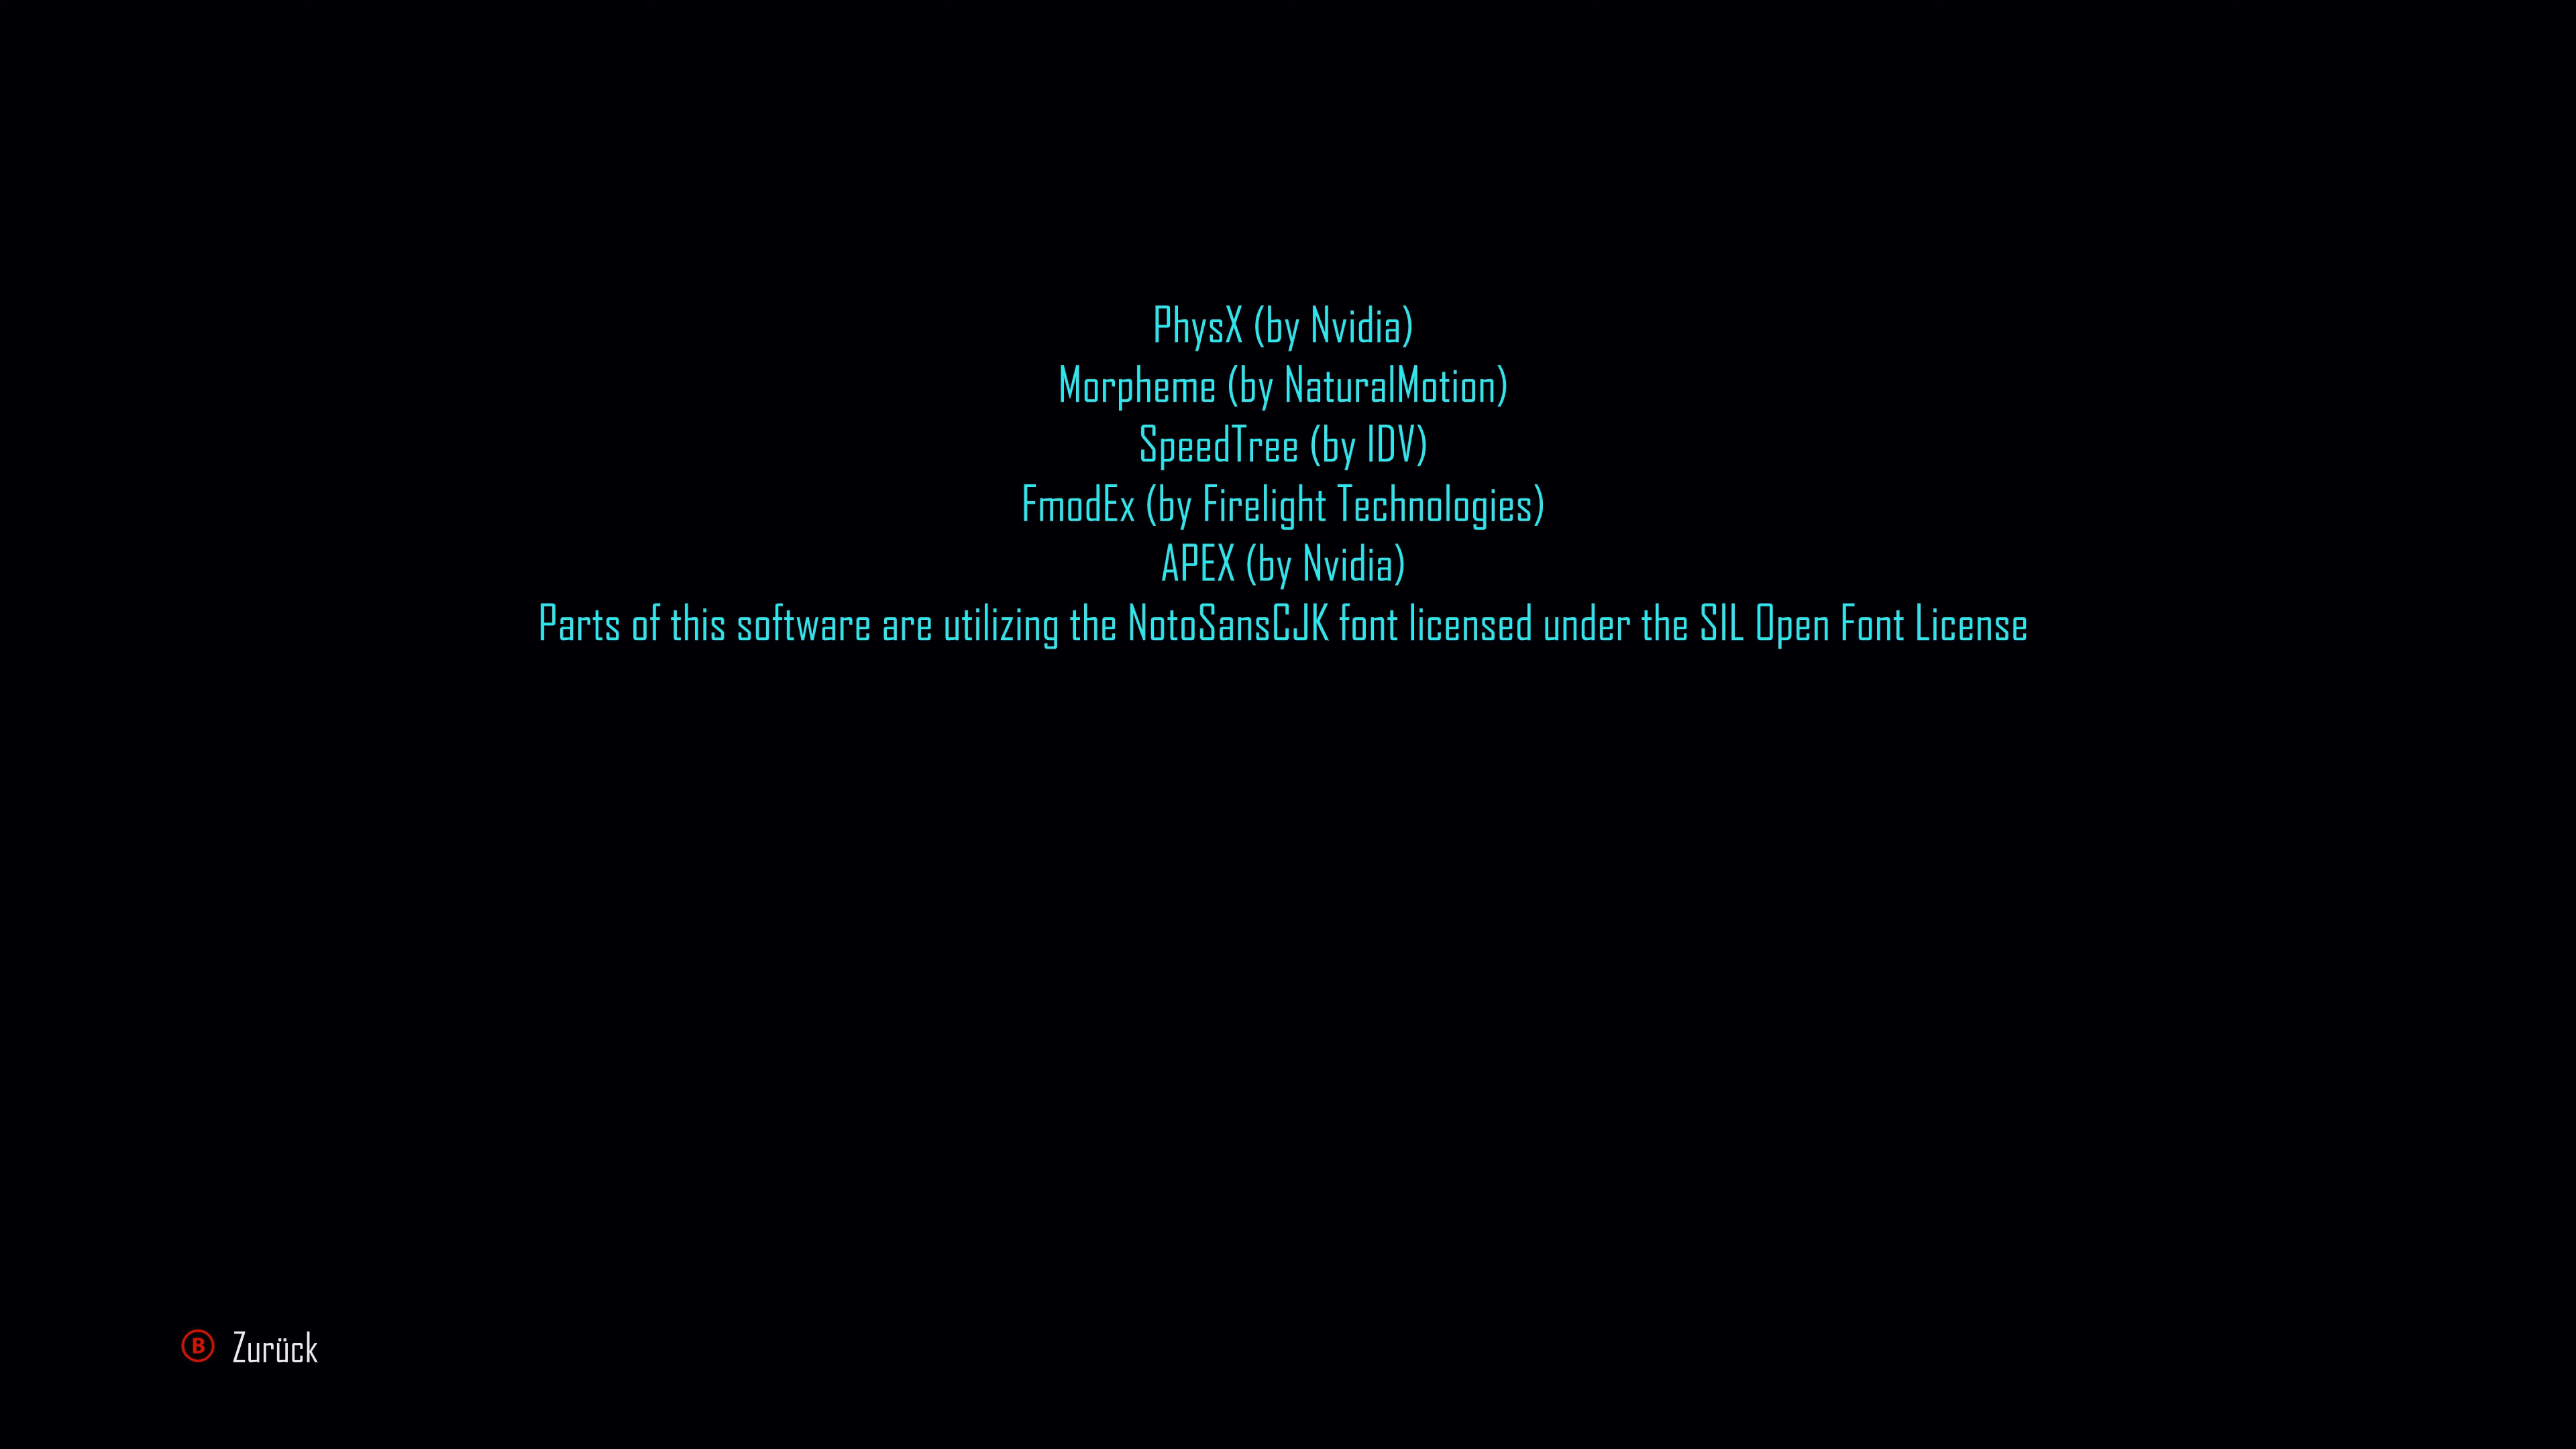 PhysX (by Nvidia)
Morpheme (by NaturalMotion)
SpeedTree (by IDV)
FmodEx (by Firelight Technologies)
APEX (by Nvidia)
Parts of this software are utilizing the NotoSansCJK font licensed under the SIL Open Font License
B Zurück